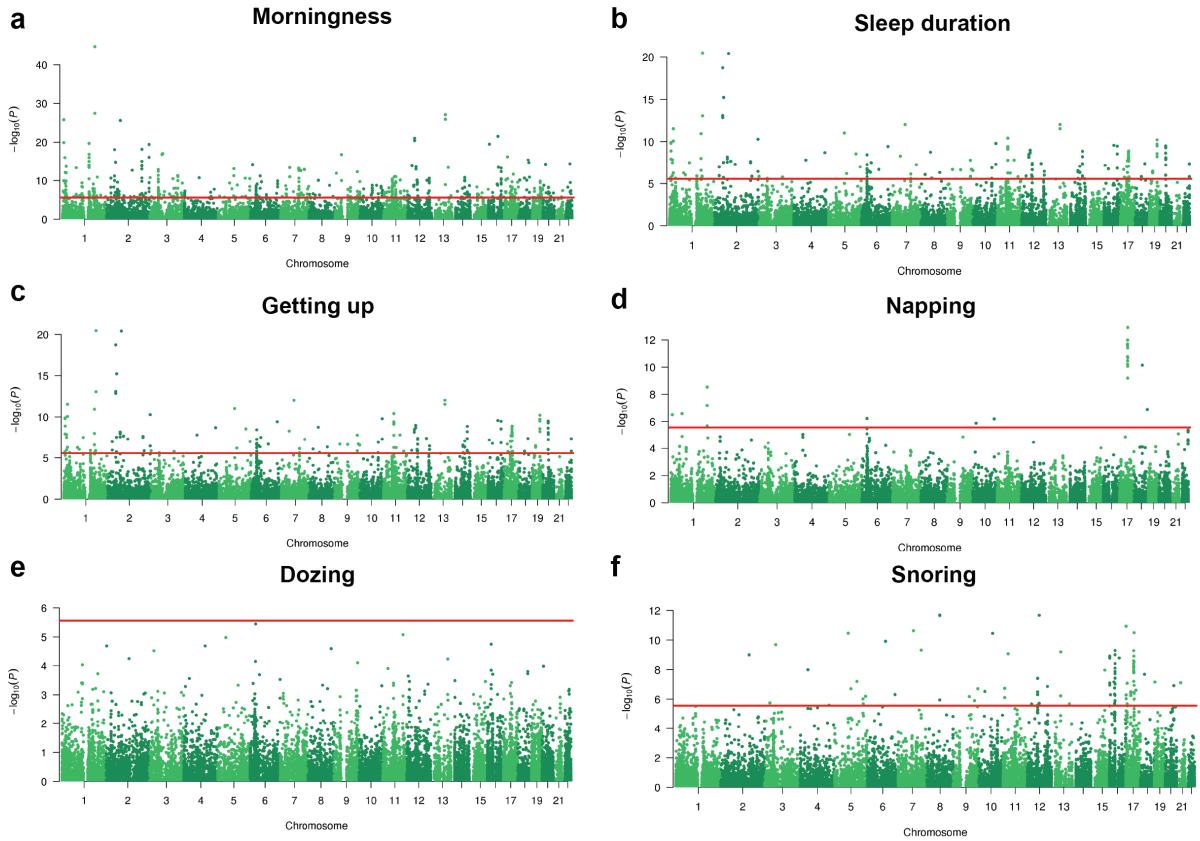 a
Morningness
−log10(P)
40
30
20
10
0
1 2 3 4 5 6 7 8 9 10 11 12 13 15 17 19 21
Chromosome
b
Sleep duration
−log10(P)
20
15
10
5
0
1 2 3 4 5 6 7 8 9 10 11 12 13 15 17 19 21
Chromosome
c
Getting up
−log10(P)
20
15
10
5
0
1 2 3 4 5 6 7 8 9 10 11 12 13 15 17 19 21
Chromosome
d
Napping
−log10(P)
12
10
8
6
4
2
0
1 2 3 4 5 6 7 8 9 10 11 12 13 15 17 19 21
Chromosome
e
Dozing
−log10(P)
6
5
4
3
2
1
0
1 2 3 4 5 6 7 8 9 10 11 12 13 15 17 19 21
Chromosome
f
Snoring
−log10(P)
12
10
8
6
4
2
0
1 2 3 4 5 6 7 8 9 10 11 12 13 15 17 19 21
Chromosome